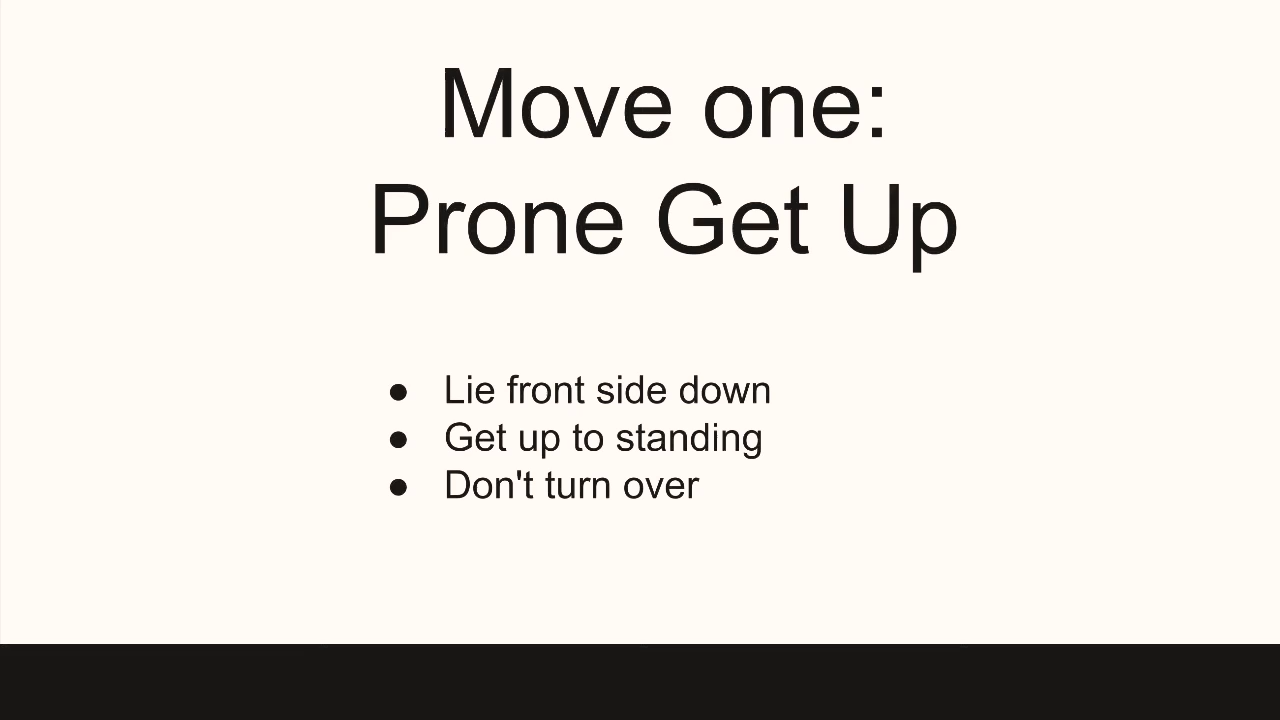 Move one:
Prone Get Up
● Lie front side down
● Get up to standing
● Don't turn over